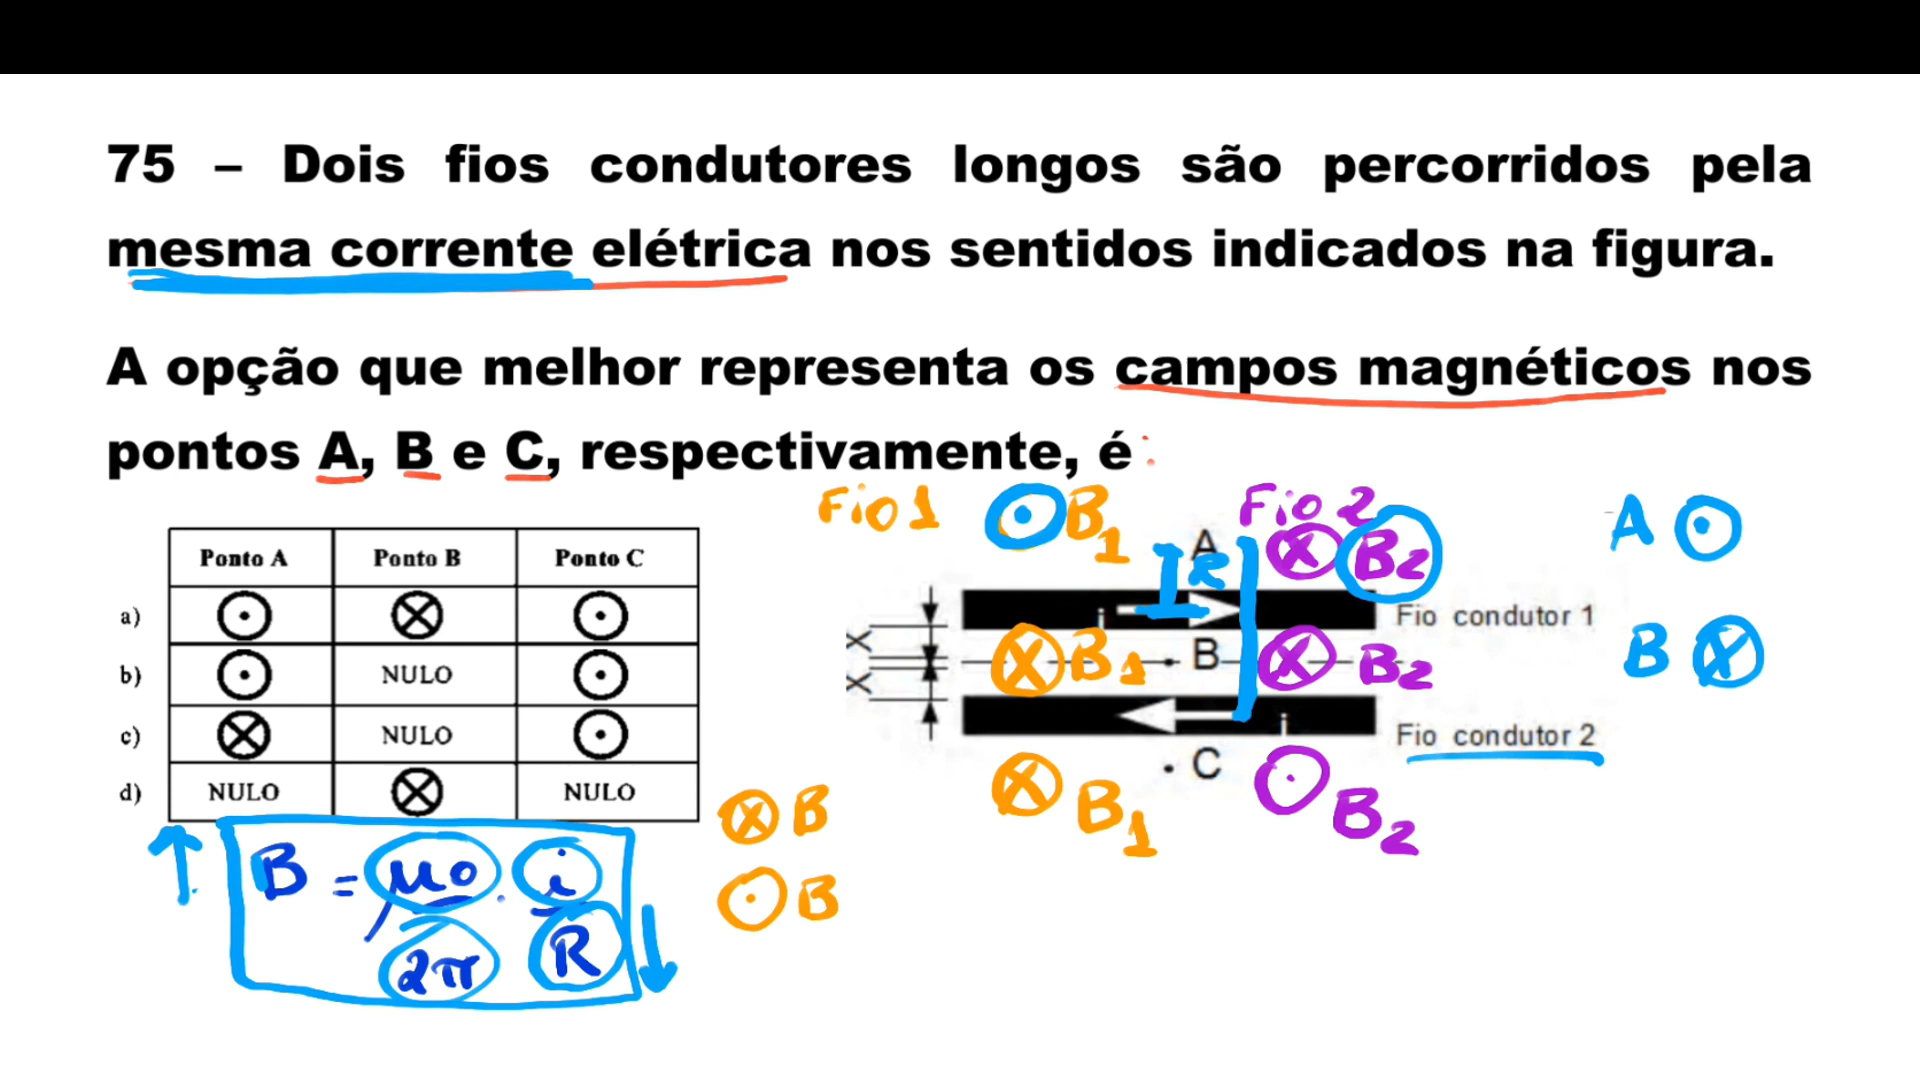 75 – Dois fios condutores longos são percorridos pela
mesma corrente elétrica nos sentidos indicados na figura.
A opção que melhor representa os campos magnéticos nos
pontos A, B e C, respectivamente, é :
Ponto A Ponto B Ponto C
a)
b) NULO
c) NULO
d) NULO NULO
B = μ0 . i
2π R
B
B
Fio 1 B1 Fio 2
A R B2
i Fio condutor 1
X B1 B B2
X
i Fio condutor 2
C
B1 B2
A
B